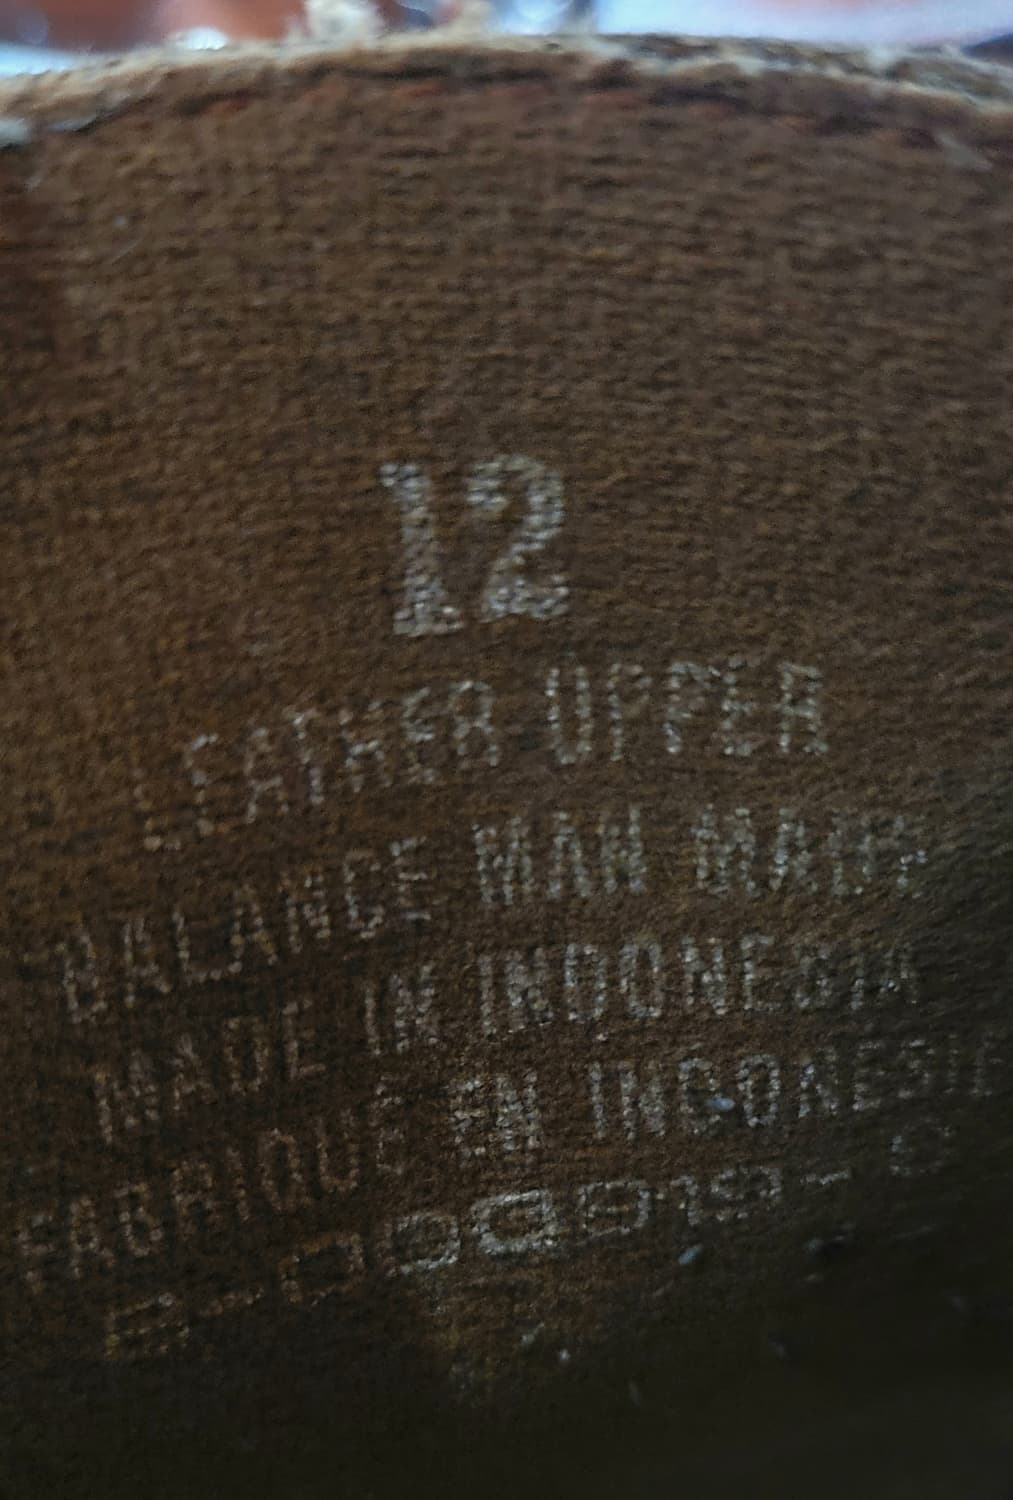 12
LEATHER UPPER
BALANCE MAN MADE
MADE IN INDONESIA
FABRIQUE EN INDONESIE